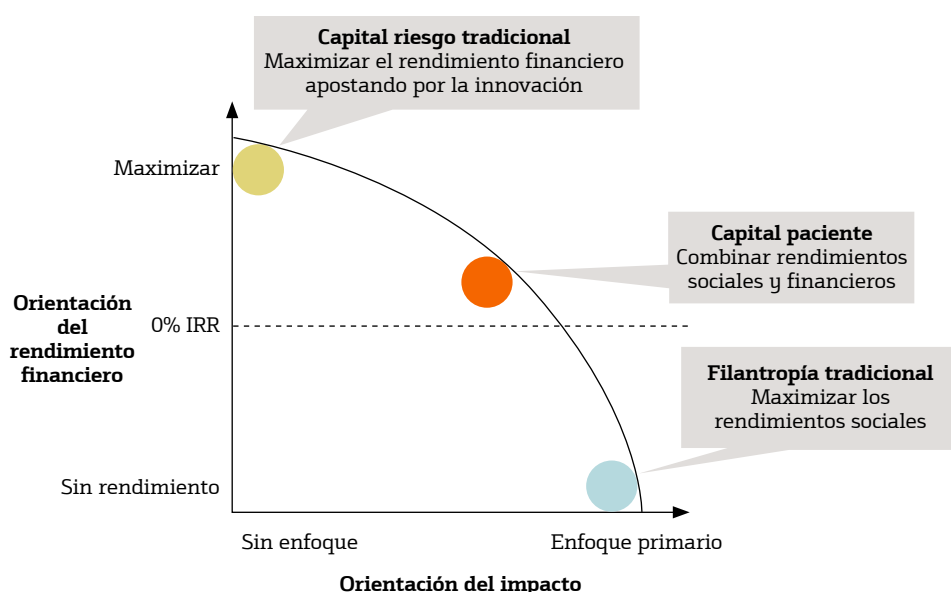 Capital riesgo tradicional
Maximizar el rendimiento financiero
apostando por la innovación
Maximizar
Capital paciente
Combinar rendimientos
sociales y financieros
Orientación
del
rendimiento
financiero
0% IRR
Filantropía tradicional
Maximizar los
rendimientos sociales
Sin rendimiento
Sin enfoque
Enfoque primario
Orientación del impacto